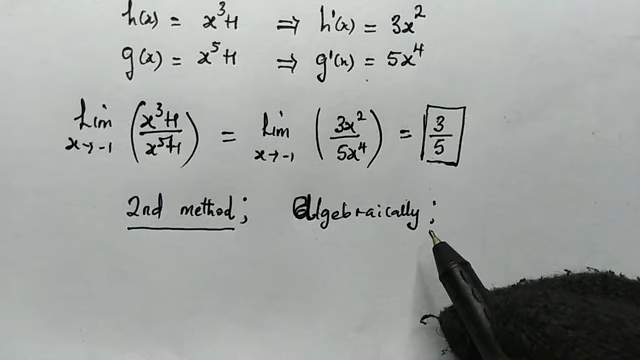 h(x) = x³+1 ⇒ h'(x) = 3x²
g(x) = x⁵+1 ⇒ g'(x) = 5x⁴
lim x→-1 (x³+1 / x⁵+1) = lim x→-1 (3x² / 5x⁴) = 3/5
2nd method; Algebraically;